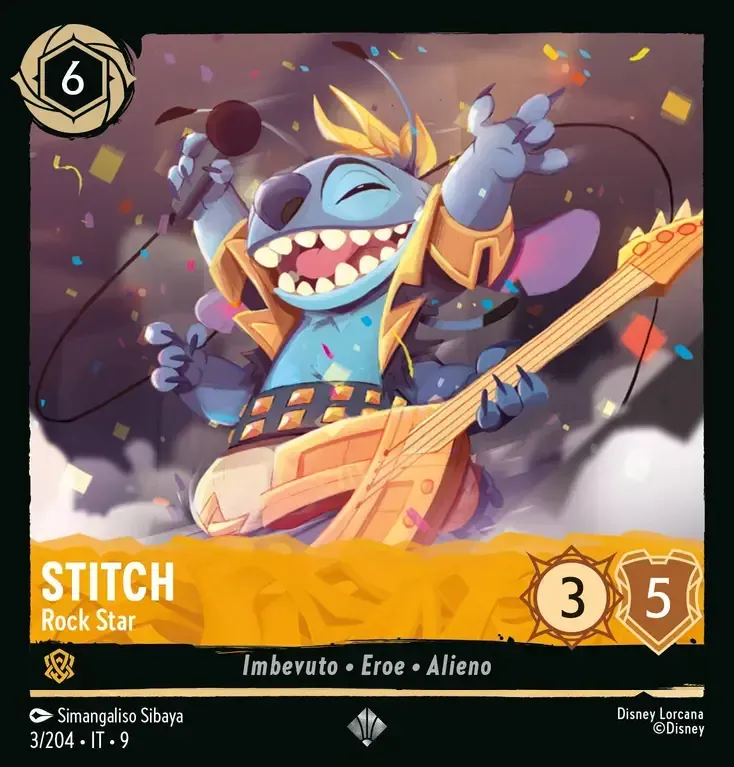 6
STITCH
Rock Star
3
5
Imbevuto • Eroe • Alieno
Simangaliso Sibaya
3/204 • IT • 9
Disney Lorcana
©Disney